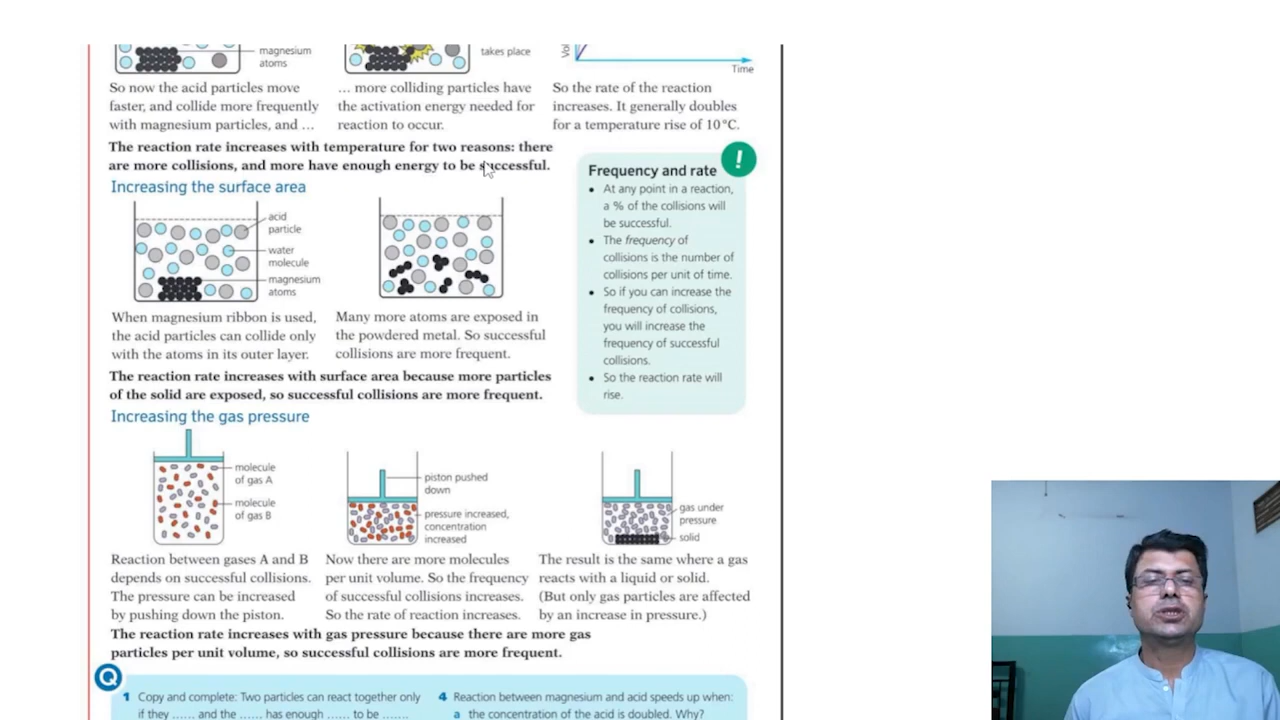 magnesium
atoms
takes place
Vol
Time
So now the acid particles move
faster, and collide more frequently
with magnesium particles, and ...
... more colliding particles have
the activation energy needed for
reaction to occur.
So the rate of the reaction
increases. It generally doubles
for a temperature rise of 10 °C.
The reaction rate increases with temperature for two reasons: there
are more collisions, and more have enough energy to be successful.
Increasing the surface area
acid
particle
water
molecule
magnesium
atoms
When magnesium ribbon is used,
the acid particles can collide only
with the atoms in its outer layer.
Many more atoms are exposed in
the powdered metal. So successful
collisions are more frequent.
The reaction rate increases with surface area because more particles
of the solid are exposed, so successful collisions are more frequent.
!
Frequency and rate
• At any point in a reaction,
a % of the collisions will
be successful.
• The frequency of
collisions is the number of
collisions per unit of time.
• So if you can increase the
frequency of collisions,
you will increase the
frequency of successful
collisions.
• So the reaction rate will
rise.
Increasing the gas pressure
molecule
of gas A
molecule
of gas B
piston pushed
down
pressure increased,
concentration
increased
gas under
pressure
solid
Reaction between gases A and B
depends on successful collisions.
The pressure can be increased
by pushing down the piston.
Now there are more molecules
per unit volume. So the frequency
of successful collisions increases.
So the rate of reaction increases.
The result is the same where a gas
reacts with a liquid or solid.
(But only gas particles are affected
by an increase in pressure.)
The reaction rate increases with gas pressure because there are more gas
particles per unit volume, so successful collisions are more frequent.
Q
1 Copy and complete: Two particles can react together only
if they ...... and the ...... has enough ...... to be .......
4 Reaction between magnesium and acid speeds up when:
a the concentration of the acid is doubled. Why?